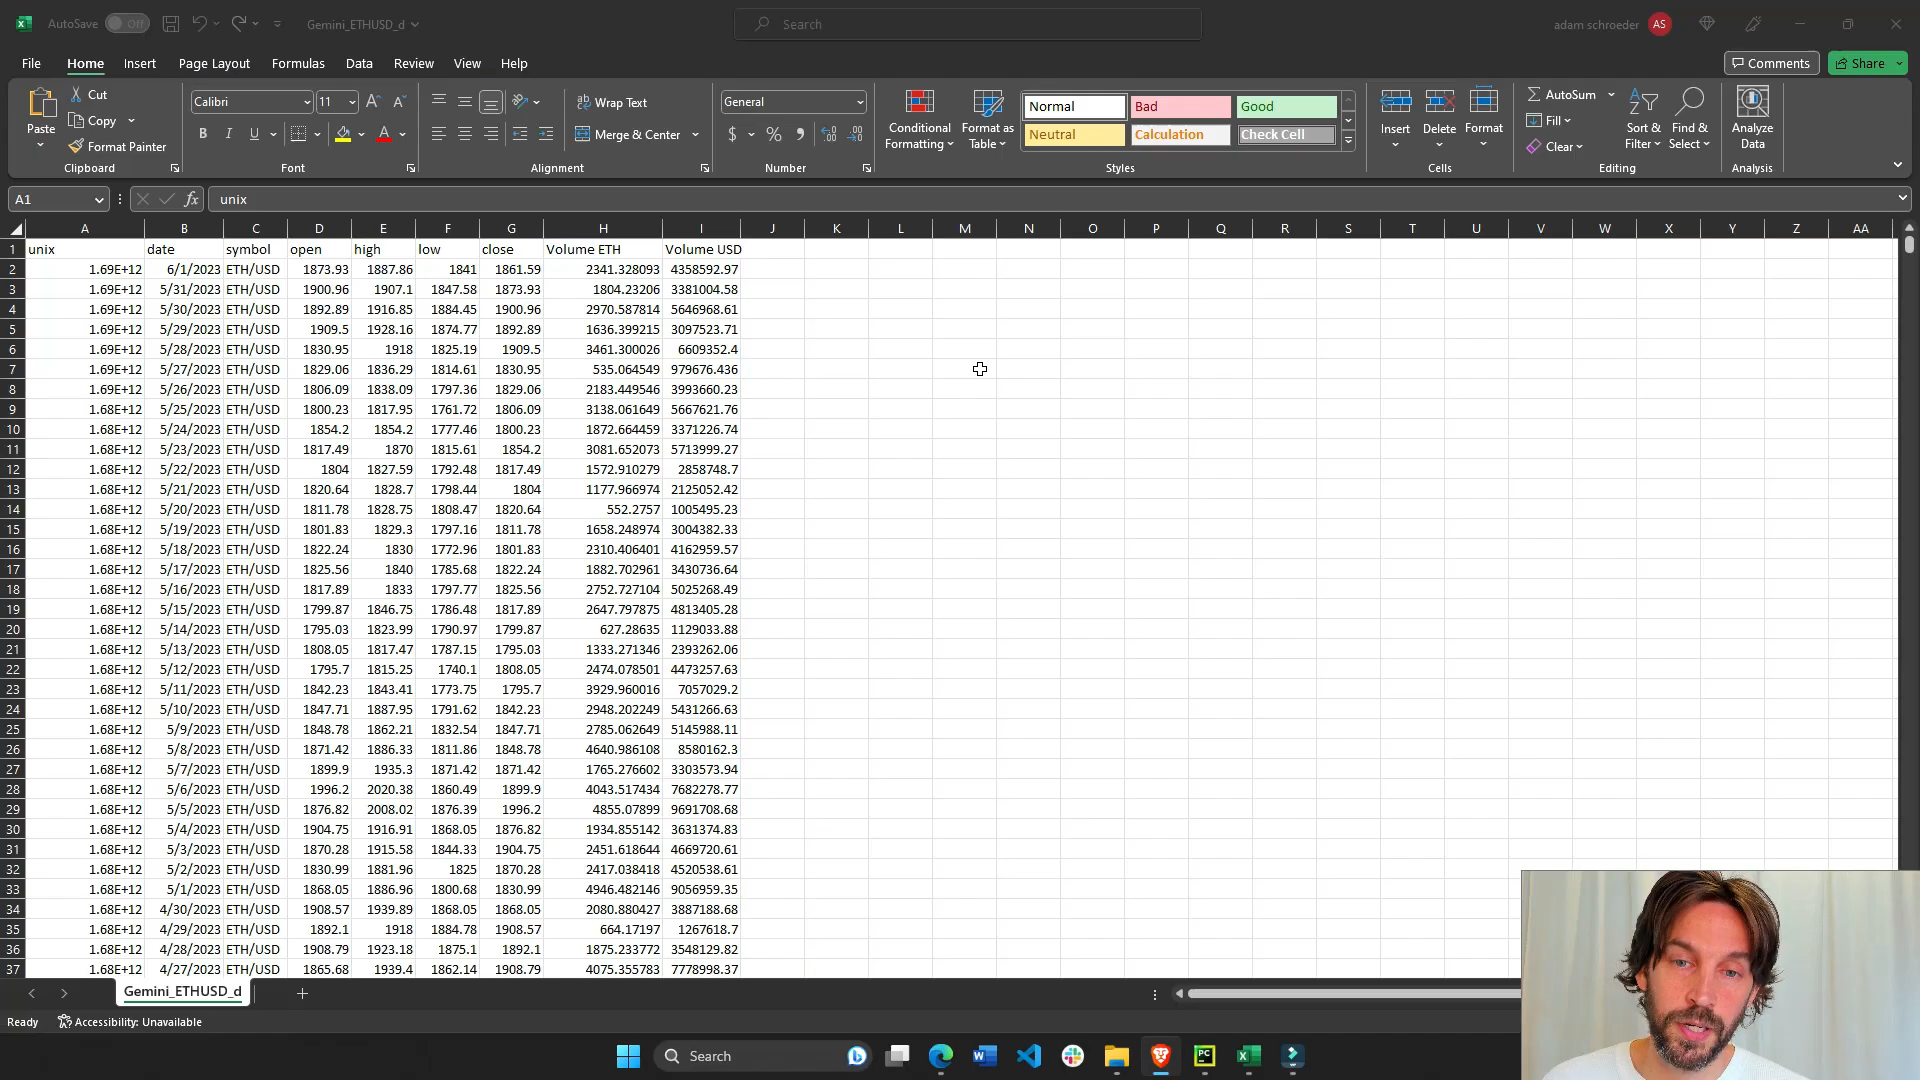 AutoSave Off Gemini_ETHUSD_d Search adam schroeder AS
File Home Insert Page Layout Formulas Data Review View Help Comments Share
Paste Cut Copy Format Painter Clipboard
Calibri 11 B I U A Font
Wrap Text Merge & Center Alignment
General $ % Number
Conditional Formatting Format as Table
Normal Bad Good
Neutral Calculation Check Cell
Styles
Insert Delete Format Cells
AutoSum Fill Clear Sort & Filter Find & Select Editing
Analyze Data Analysis
A1 fx unix
A B C D E F G H I J K L M N O P Q R S T U V W X Y Z AA
1 unix date symbol open high low close Volume ETH Volume USD
2 1.69E+12 6/1/2023 ETH/USD 1873.93 1887.86 1841 1861.59 2341.328093 4358592.97
3 1.69E+12 5/31/2023 ETH/USD 1900.96 1907.1 1847.58 1873.93 1804.23206 3381004.58
4 1.69E+12 5/30/2023 ETH/USD 1892.89 1916.85 1884.45 1900.96 2970.587814 5646968.61
5 1.69E+12 5/29/2023 ETH/USD 1909.5 1928.16 1874.77 1892.89 1636.399215 3097523.71
6 1.69E+12 5/28/2023 ETH/USD 1830.95 1918 1825.19 1909.5 3461.300026 6609352.4
7 1.69E+12 5/27/2023 ETH/USD 1829.06 1836.29 1814.61 1830.95 535.064549 979676.436
8 1.69E+12 5/26/2023 ETH/USD 1806.09 1838.09 1797.36 1829.06 2183.449546 3993660.23
9 1.68E+12 5/25/2023 ETH/USD 1800.23 1817.95 1761.72 1806.09 3138.061649 5667621.76
10 1.68E+12 5/24/2023 ETH/USD 1854.2 1854.2 1777.46 1800.23 1872.664459 3371226.74
11 1.68E+12 5/23/2023 ETH/USD 1817.49 1870 1815.61 1854.2 3081.652073 5713999.27
12 1.68E+12 5/22/2023 ETH/USD 1804 1827.59 1792.48 1817.49 1572.910279 2858748.7
13 1.68E+12 5/21/2023 ETH/USD 1820.64 1828.7 1798.44 1804 1177.966974 2125052.42
14 1.68E+12 5/20/2023 ETH/USD 1811.78 1828.75 1808.47 1820.64 552.2757 1005495.23
15 1.68E+12 5/19/2023 ETH/USD 1801.83 1829.3 1797.16 1811.78 1658.248974 3004382.33
16 1.68E+12 5/18/2023 ETH/USD 1822.24 1830 1772.96 1801.83 2310.406401 4162959.57
17 1.68E+12 5/17/2023 ETH/USD 1825.56 1840 1785.68 1822.24 1882.702961 3430736.64
18 1.68E+12 5/16/2023 ETH/USD 1817.89 1833 1797.77 1825.56 2752.727104 5025268.49
19 1.68E+12 5/15/2023 ETH/USD 1799.87 1846.75 1786.48 1817.89 2647.797875 4813405.28
20 1.68E+12 5/14/2023 ETH/USD 1795.03 1823.99 1790.97 1799.87 627.28635 1129033.88
21 1.68E+12 5/13/2023 ETH/USD 1808.05 1817.47 1787.15 1795.03 1333.271346 2393262.06
22 1.68E+12 5/12/2023 ETH/USD 1795.7 1815.25 1740.1 1808.05 2474.078501 4473257.63
23 1.68E+12 5/11/2023 ETH/USD 1842.23 1843.41 1773.75 1795.7 3929.960016 7057029.2
24 1.68E+12 5/10/2023 ETH/USD 1847.71 1887.95 1791.62 1842.23 2948.202249 5431266.63
25 1.68E+12 5/9/2023 ETH/USD 1848.78 1862.21 1832.54 1847.71 2785.062649 5145988.11
26 1.68E+12 5/8/2023 ETH/USD 1871.42 1886.33 1811.86 1848.78 4640.986108 8580162.3
27 1.68E+12 5/7/2023 ETH/USD 1899.9 1935.3 1871.42 1871.42 1765.276602 3303573.94
28 1.68E+12 5/6/2023 ETH/USD 1996.2 2020.38 1860.49 1899.9 4043.517434 7682278.77
29 1.68E+12 5/5/2023 ETH/USD 1876.82 2008.02 1876.39 1996.2 4855.07899 9691708.68
30 1.68E+12 5/4/2023 ETH/USD 1904.75 1916.91 1868.05 1876.82 1934.855142 3631374.83
31 1.68E+12 5/3/2023 ETH/USD 1870.28 1915.58 1844.33 1904.75 2451.618644 4669720.61
32 1.68E+12 5/2/2023 ETH/USD 1830.99 1881.96 1825 1870.28 2417.038418 4520538.61
33 1.68E+12 5/1/2023 ETH/USD 1868.05 1886.96 1800.68 1830.99 4946.482146 9056959.35
34 1.68E+12 4/30/2023 ETH/USD 1908.57 1939.89 1868.05 1868.05 2080.880427 3887188.68
35 1.68E+12 4/29/2023 ETH/USD 1892.1 1918 1884.78 1908.57 664.17197 1267618.7
36 1.68E+12 4/28/2023 ETH/USD 1908.79 1923.18 1875.1 1892.1 1875.233772 3548129.82
37 1.68E+12 4/27/2023 ETH/USD 1865.68 1939.4 1862.14 1908.79 4075.355783 7778998.37
Gemini_ETHUSD_d
Ready Accessibility: Unavailable
Search